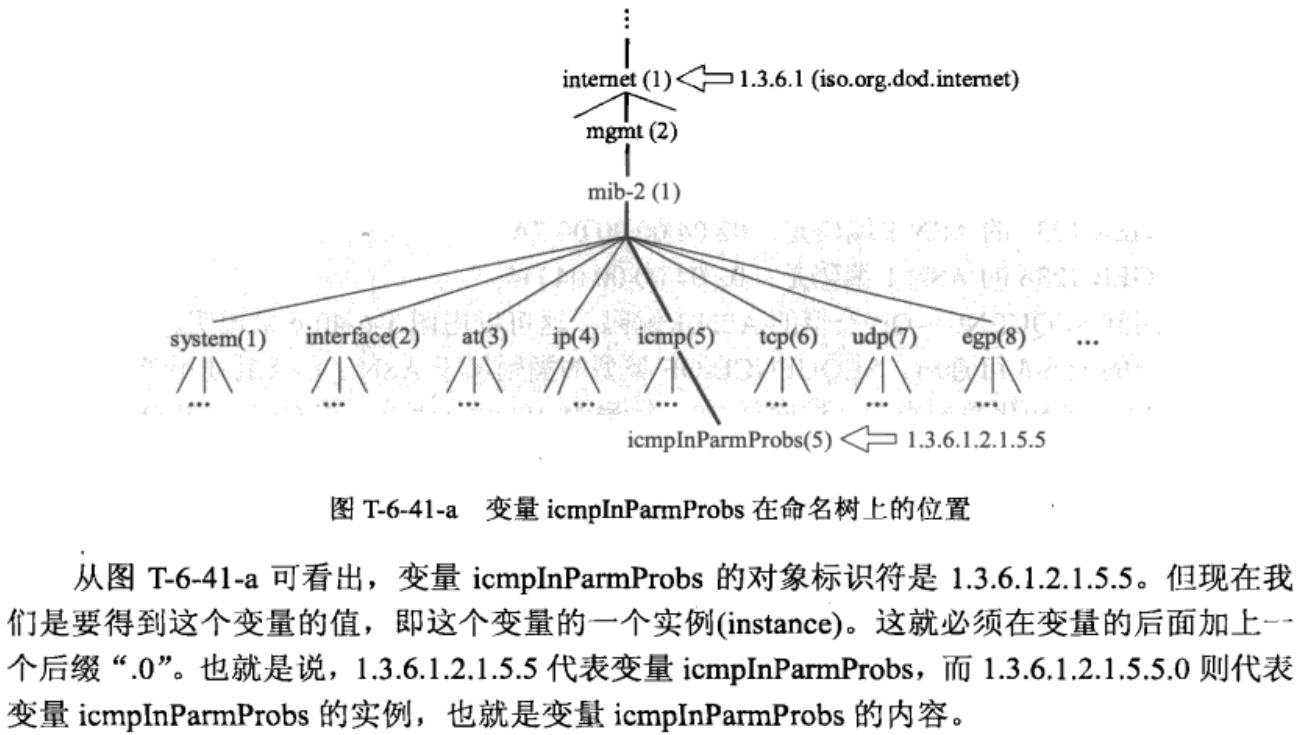 ⋮
internet (1) 1.3.6.1 (iso.org.dod.internet)
mgmt (2)
mib-2 (1)
system(1) interface(2) at(3) ip(4) icmp(5) tcp(6) udp(7) egp(8) ...
... ... ... ... ... ... ...
icmpInParmProbs(5) 1.3.6.1.2.1.5.5
图 T-6-41-a 变量 icmpInParmProbs 在命名树上的位置
从图 T-6-41-a 可看出，变量 icmpInParmProbs 的对象标识符是 1.3.6.1.2.1.5.5。但现在我
们是要得到这个变量的值，即这个变量的一个实例(instance)。这就必须在变量的后面加上一
个后缀“.0”。也就是说，1.3.6.1.2.1.5.5 代表变量 icmpInParmProbs，而 1.3.6.1.2.1.5.5.0 则代表
变量 icmpInParmProbs 的实例，也就是变量 icmpInParmProbs 的内容。